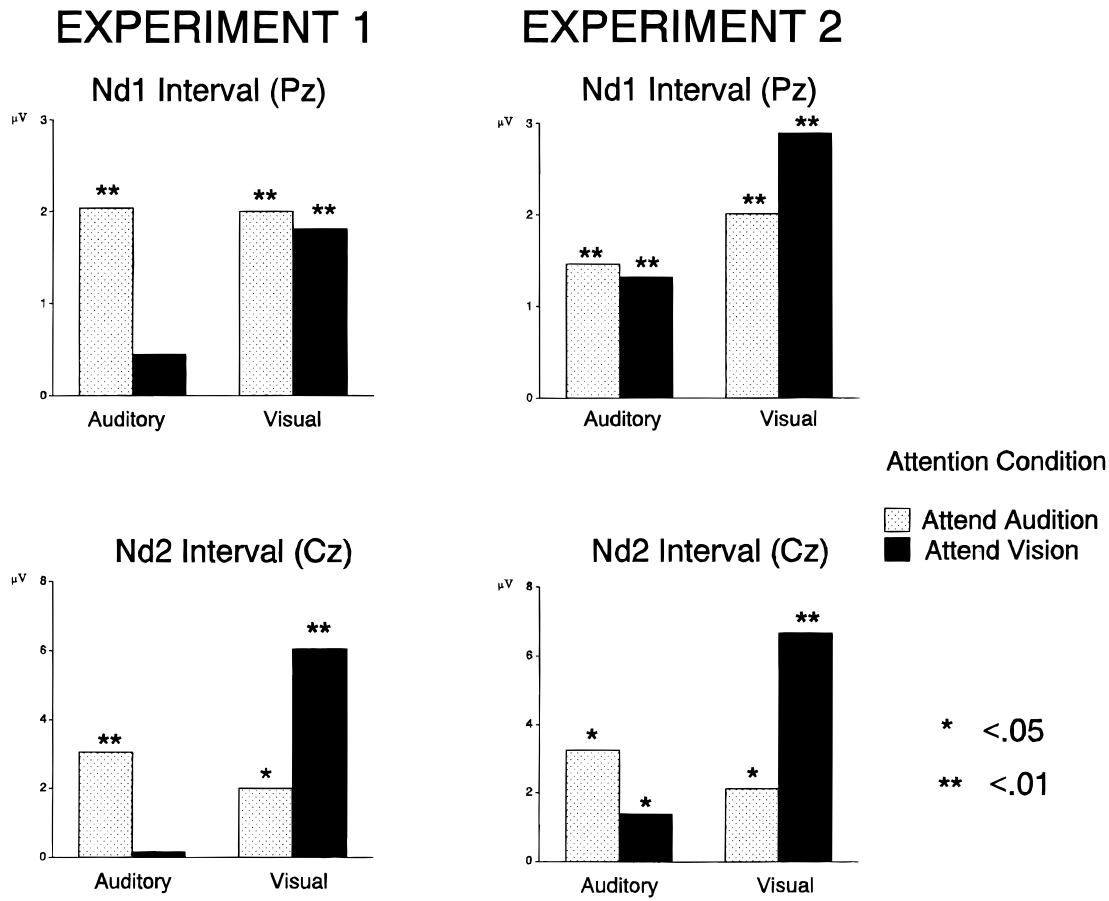 EXPERIMENT 1
EXPERIMENT 2
Nd1 Interval (Pz)
µV
3
2
1
0
**
**
**
Auditory
Visual
Nd1 Interval (Pz)
µV
3
2
1
0
**
**
**
**
Auditory
Visual
Attention Condition
Attend Audition
Attend Vision
Nd2 Interval (Cz)
µV
8
6
4
2
0
**
*
**
Auditory
Visual
Nd2 Interval (Cz)
µV
8
6
4
2
0
*
*
*
**
Auditory
Visual
* <.05
** <.01